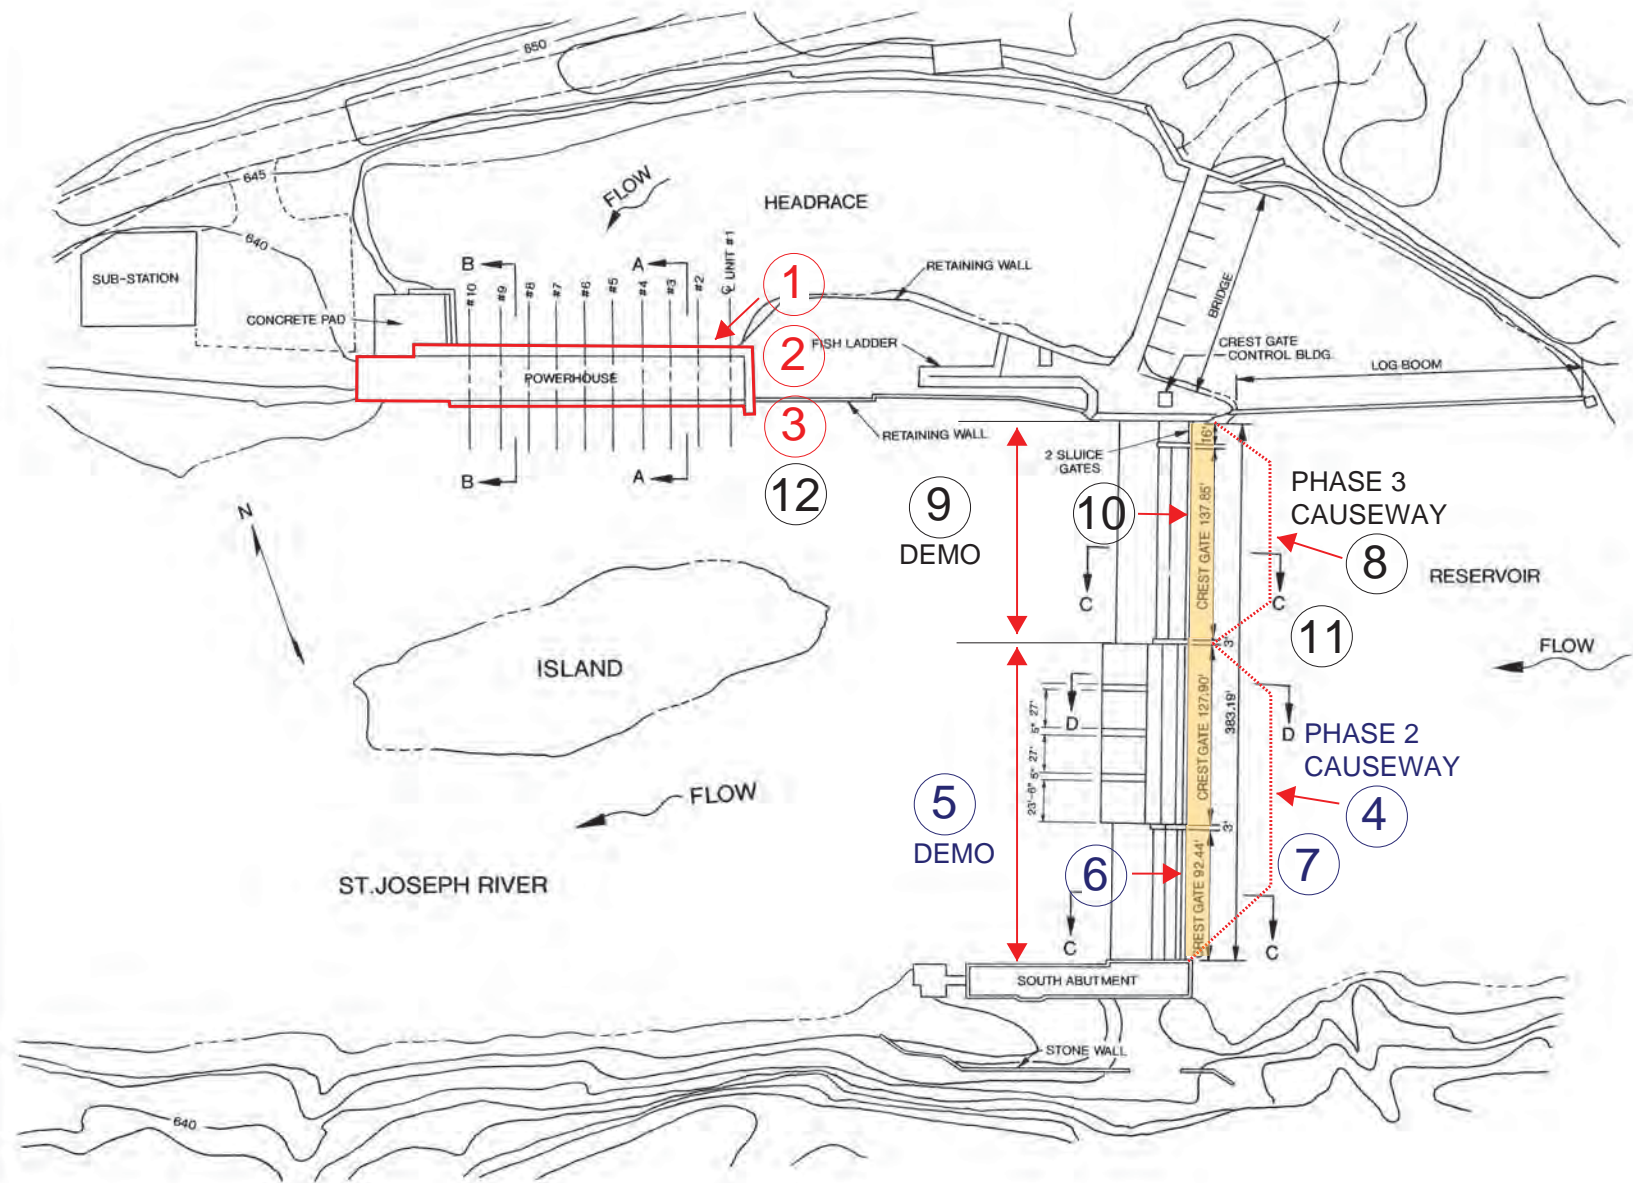 650
645
640
FLOW
HEADRACE
SUB-STATION
CONCRETE PAD
B
A
#10
#9
#8
#7
#6
#5
#4
#3
#2
℄ UNIT #1
1
RETAINING WALL
BRIDGE
2
FISH LADDER
POWERHOUSE
CREST GATE
CONTROL BLDG.
LOG BOOM
3
RETAINING WALL
B
A
12
2 SLUICE
GATES
16'
9
DEMO
10
CREST GATE 137.85'
PHASE 3
CAUSEWAY
8
RESERVOIR
C
C
N
11
3'
FLOW
ISLAND
27'
5"
27'
5"
23'-6"
D
CREST GATE 127.90'
383.19'
D
PHASE 2
CAUSEWAY
4
FLOW
5
DEMO
3'
7
6
CREST GATE 92.44'
ST.JOSEPH RIVER
C
C
SOUTH ABUTMENT
STONE WALL
640